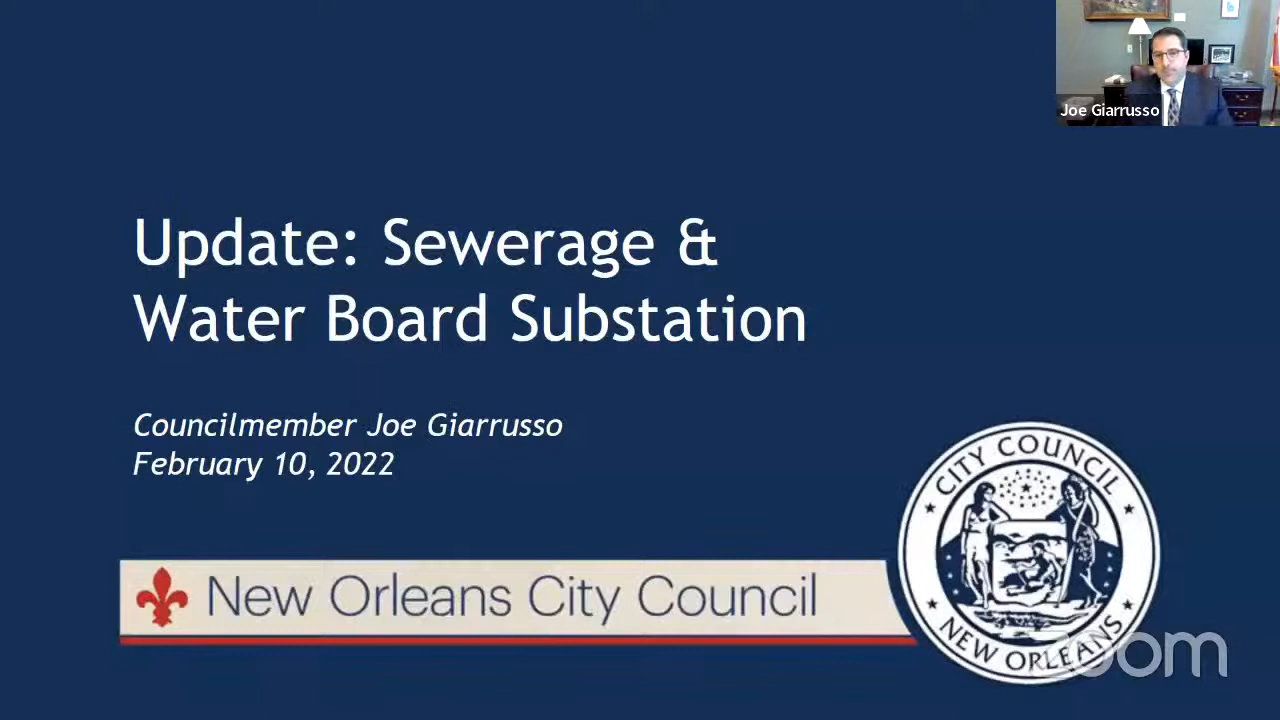 Joe Giarrusso
Update: Sewerage &
Water Board Substation
Councilmember Joe Giarrusso
February 10, 2022
New Orleans City Council
CITY COUNCIL
NEW ORLEANS
zoom